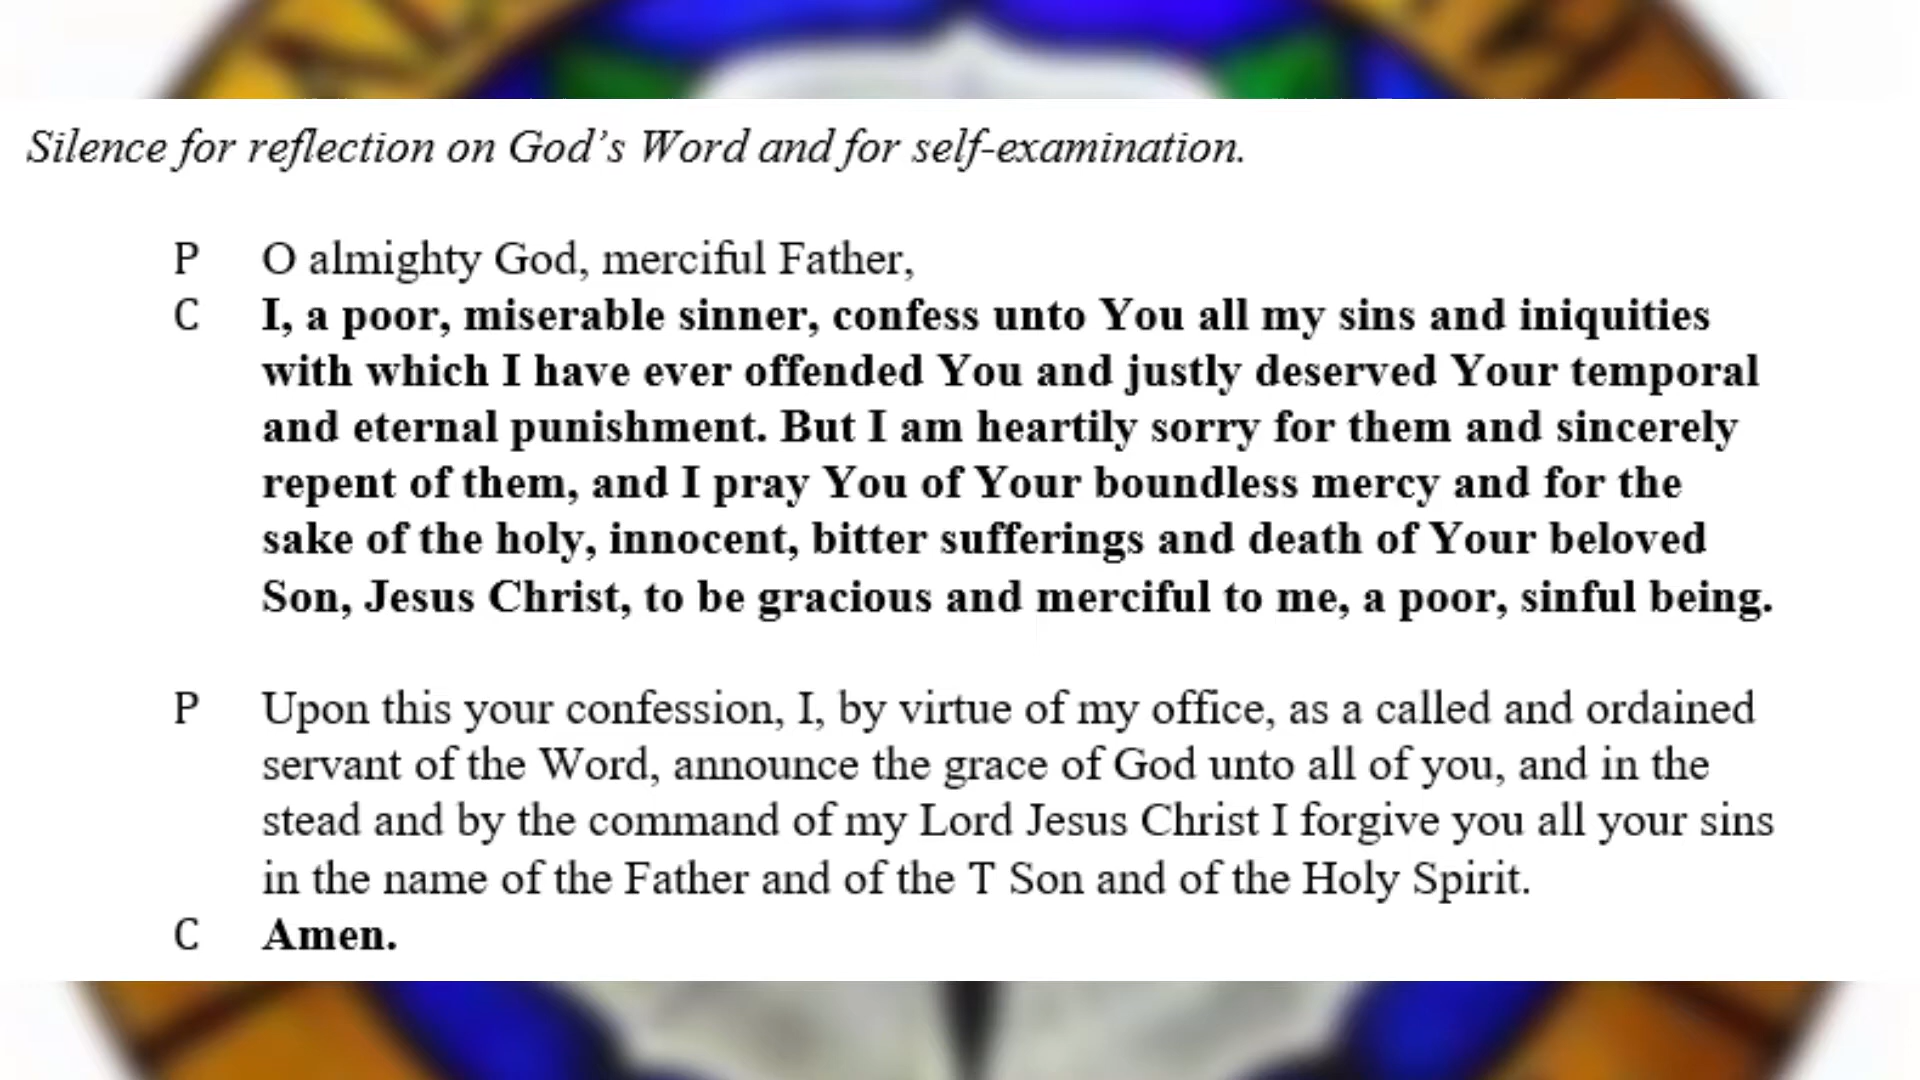 Silence for reflection on God’s Word and for self-examination.
P O almighty God, merciful Father,
C I, a poor, miserable sinner, confess unto You all my sins and iniquities
with which I have ever offended You and justly deserved Your temporal
and eternal punishment. But I am heartily sorry for them and sincerely
repent of them, and I pray You of Your boundless mercy and for the
sake of the holy, innocent, bitter sufferings and death of Your beloved
Son, Jesus Christ, to be gracious and merciful to me, a poor, sinful being.
P Upon this your confession, I, by virtue of my office, as a called and ordained
servant of the Word, announce the grace of God unto all of you, and in the
stead and by the command of my Lord Jesus Christ I forgive you all your sins
in the name of the Father and of the T Son and of the Holy Spirit.
C Amen.